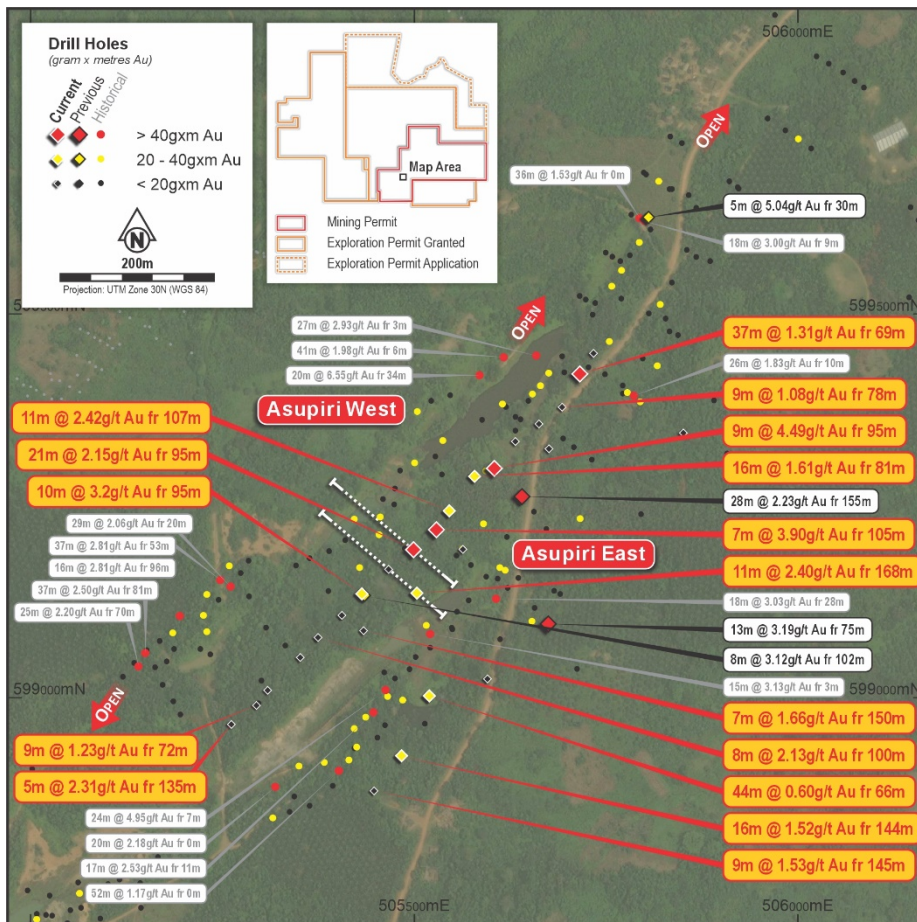 506000mE
Drill Holes
(gram x metres Au)
Current
Previous
Historical
> 40gxm Au
20 - 40gxm Au
< 20gxm Au
N
200m
Projection: UTM Zone 30N (WGS 84)
Map Area
Mining Permit
Exploration Permit Granted
Exploration Permit Application
OPEN
36m @ 1.53g/t Au fr 0m
5m @ 5.04g/t Au fr 30m
18m @ 3.00g/t Au fr 9m
599500mN
599500mN
OPEN
27m @ 2.93g/t Au fr 3m
41m @ 1.98g/t Au fr 6m
20m @ 6.55g/t Au fr 34m
37m @ 1.31g/t Au fr 69m
26m @ 1.83g/t Au fr 10m
9m @ 1.08g/t Au fr 78m
Asupiri West
11m @ 2.42g/t Au fr 107m
9m @ 4.49g/t Au fr 95m
21m @ 2.15g/t Au fr 95m
16m @ 1.61g/t Au fr 81m
10m @ 3.2g/t Au fr 95m
28m @ 2.23g/t Au fr 155m
29m @ 2.06g/t Au fr 20m
7m @ 3.90g/t Au fr 105m
37m @ 2.81g/t Au fr 53m
Asupiri East
16m @ 2.81g/t Au fr 96m
11m @ 2.40g/t Au fr 168m
37m @ 2.50g/t Au fr 81m
18m @ 3.03g/t Au fr 28m
25m @ 2.20g/t Au fr 70m
13m @ 3.19g/t Au fr 75m
8m @ 3.12g/t Au fr 102m
15m @ 3.13g/t Au fr 3m
599000mN
599000mN
OPEN
7m @ 1.66g/t Au fr 150m
9m @ 1.23g/t Au fr 72m
8m @ 2.13g/t Au fr 100m
5m @ 2.31g/t Au fr 135m
44m @ 0.60g/t Au fr 66m
24m @ 4.95g/t Au fr 7m
16m @ 1.52g/t Au fr 144m
20m @ 2.18g/t Au fr 0m
17m @ 2.53g/t Au fr 11m
9m @ 1.53g/t Au fr 145m
52m @ 1.17g/t Au fr 0m
505500mE
506000mE